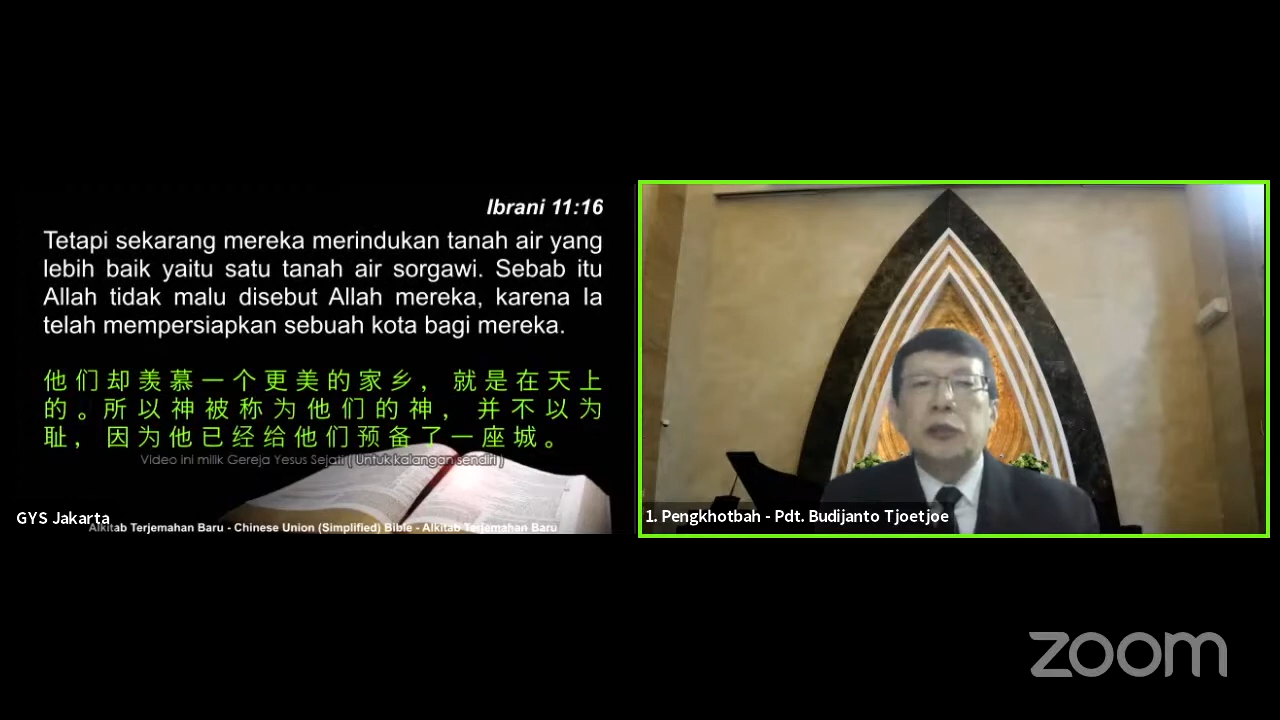 Ibrani 11:16
Tetapi sekarang mereka merindukan tanah air yang
lebih baik yaitu satu tanah air sorgawi. Sebab itu
Allah tidak malu disebut Allah mereka, karena Ia
telah mempersiapkan sebuah kota bagi mereka.
他们却羡慕一个更美的家乡，就是在天上
的。所以神被称为他们的神，并不以为
耻，因为他已经给他们预备了一座城。
Video ini milik Gereja Yesus Sejati ( Untuk kalangan sendiri )
GYS Jakarta
Alkitab Terjemahan Baru - Chinese Union (Simplified) Bible - Alkitab Terjemahan Baru
1. Pengkhotbah - Pdt. Budijanto Tjoetjoe
zoom